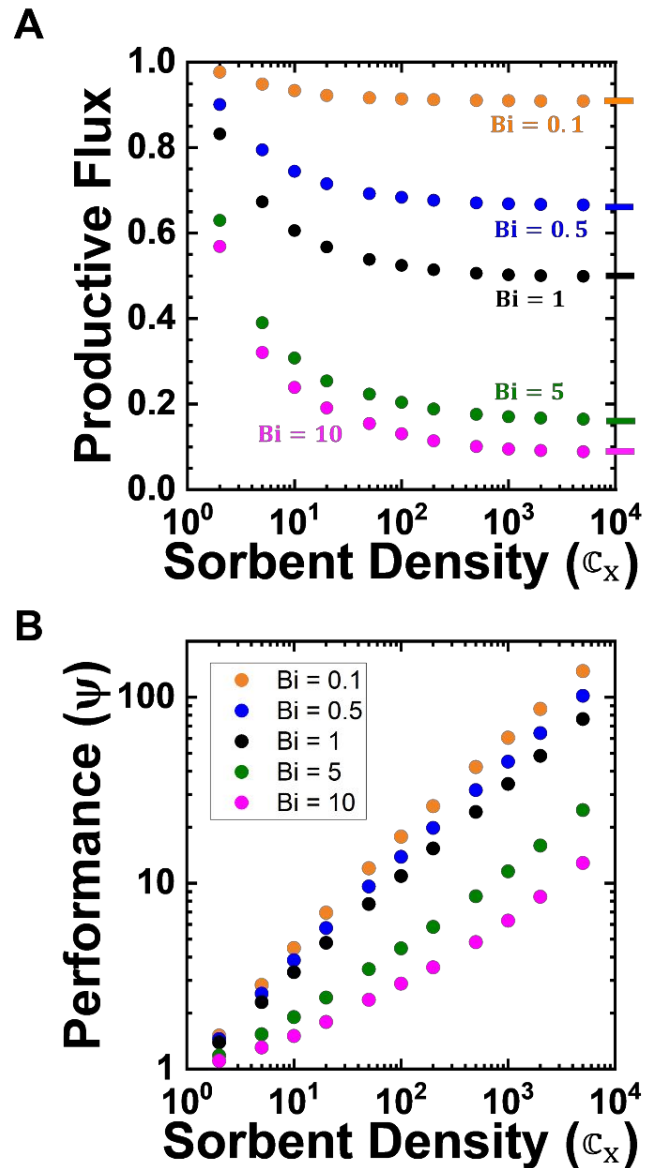 A
Productive Flux
1.0
0.8
0.6
0.4
0.2
0.0
Bi = 0.1
Bi = 0.5
Bi = 1
Bi = 5
Bi = 10
10⁰ 10¹ 10² 10³ 10⁴
Sorbent Density (ℂₓ)
B
Performance (ψ)
100
10
1
Bi = 0.1
Bi = 0.5
Bi = 1
Bi = 5
Bi = 10
10⁰ 10¹ 10² 10³ 10⁴
Sorbent Density (ℂₓ)